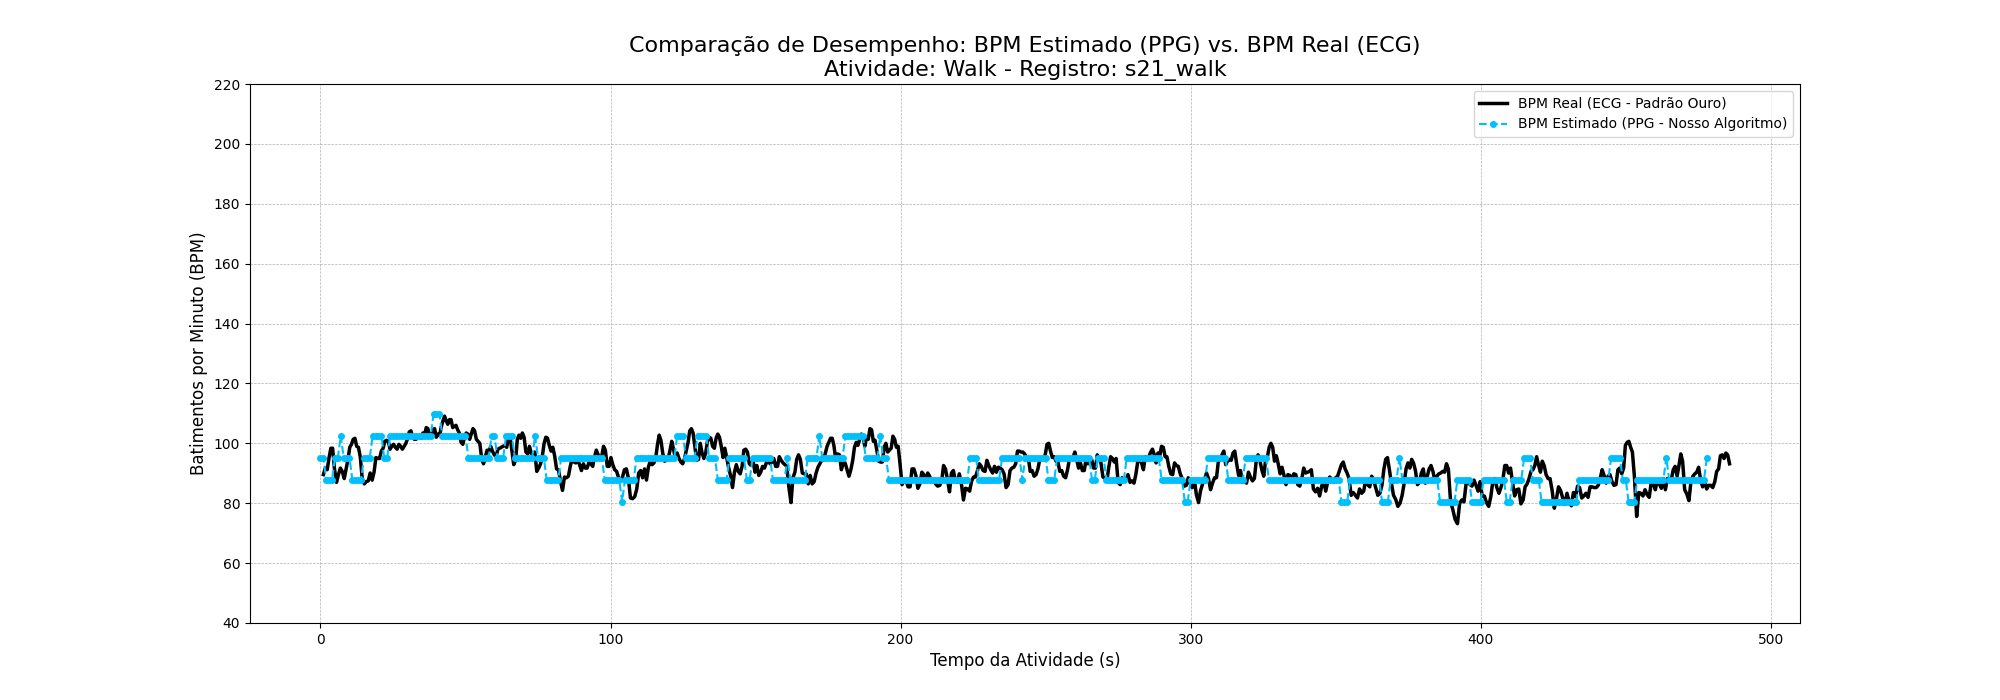 Comparação de Desempenho: BPM Estimado (PPG) vs. BPM Real (ECG)
Atividade: Walk - Registro: s21_walk
BPM Real (ECG - Padrão Ouro)
BPM Estimado (PPG - Nosso Algoritmo)
Batimentos por Minuto (BPM)
220
200
180
160
140
120
100
80
60
40
0 100 200 300 400 500
Tempo da Atividade (s)